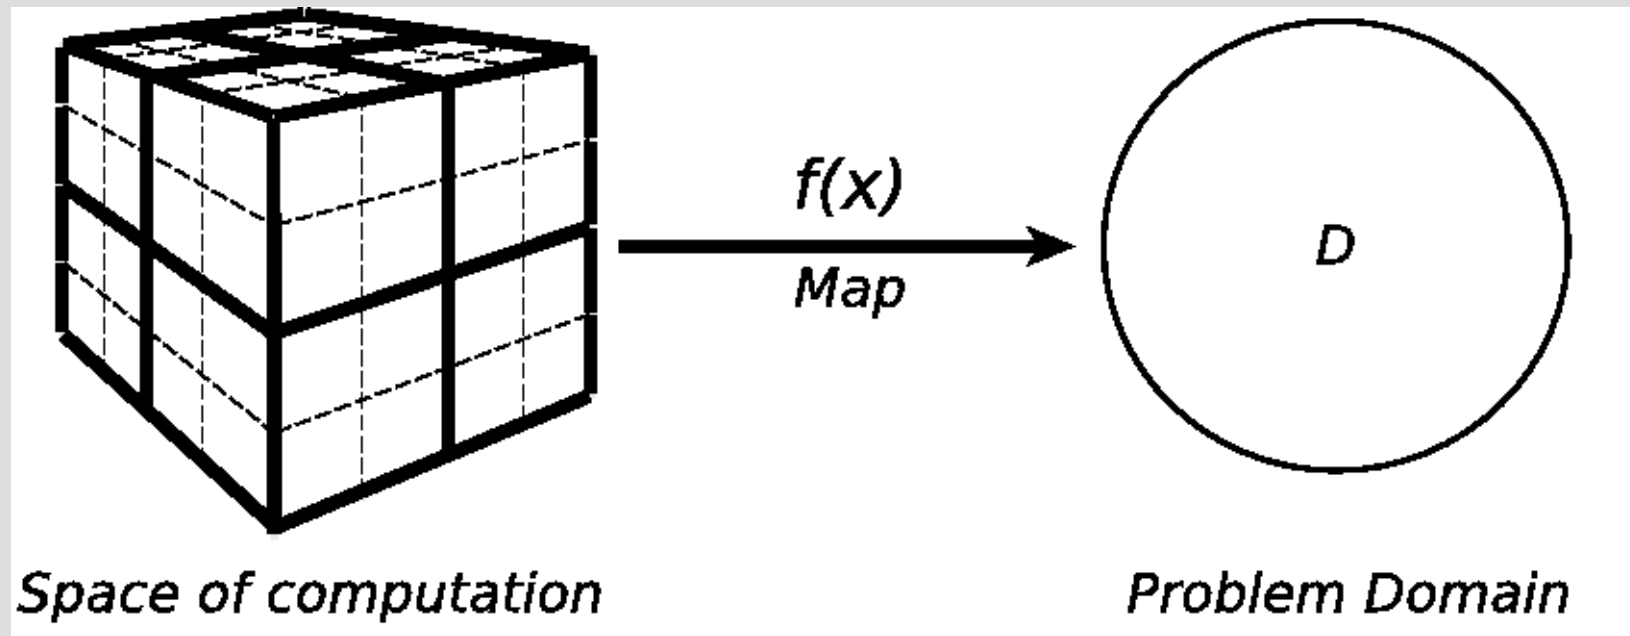 f(x)
Map
D
Space of computation
Problem Domain